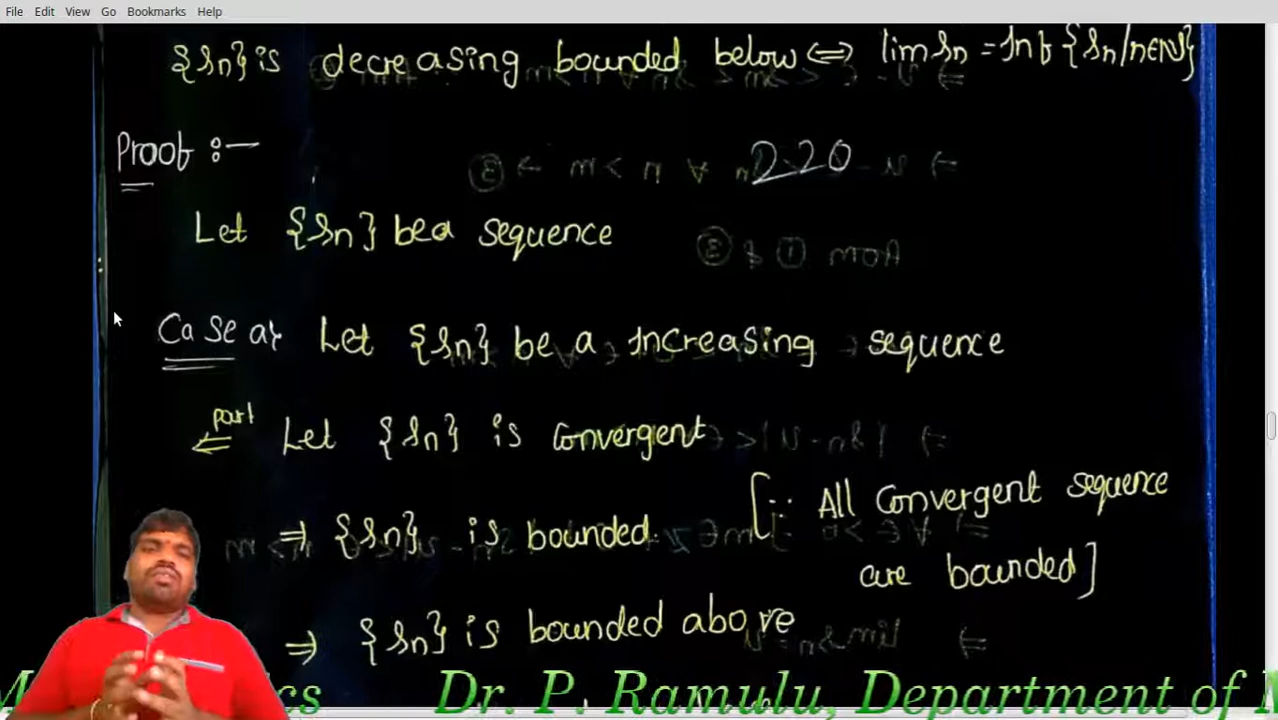 File Edit View Go Bookmarks Help
{Sn} is decreasing bounded below ⇔ lim Sn = Inf {Sn/n∈N}
Proof :—
220
Let {Sn} be a sequence
Case a) Let {Sn} be a increasing sequence
⇐ part Let {Sn} is convergent
⇒ {Sn} is bounded [∵ All Convergent sequence
are bounded]
⇒ {Sn} is bounded above
Dr. P. Ramulu, Department of